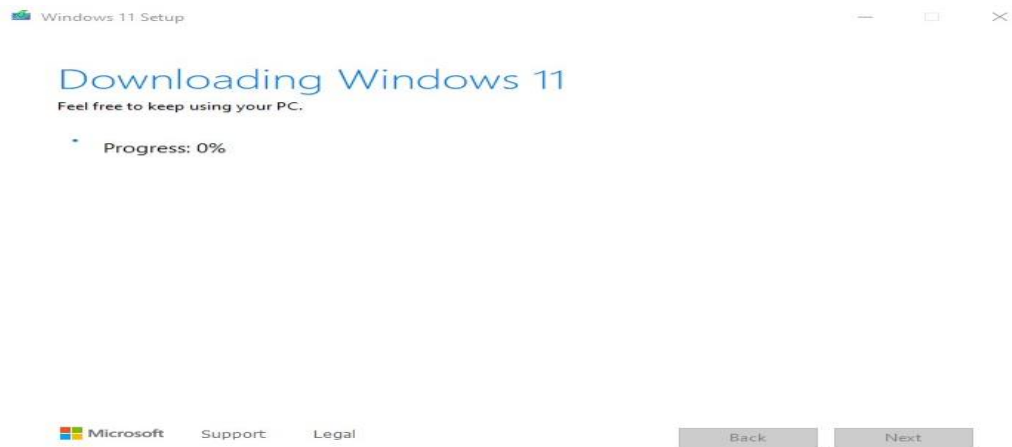 Windows 11 Setup
Downloading Windows 11
Feel free to keep using your PC.
Progress: 0%
Microsoft Support Legal
Back Next